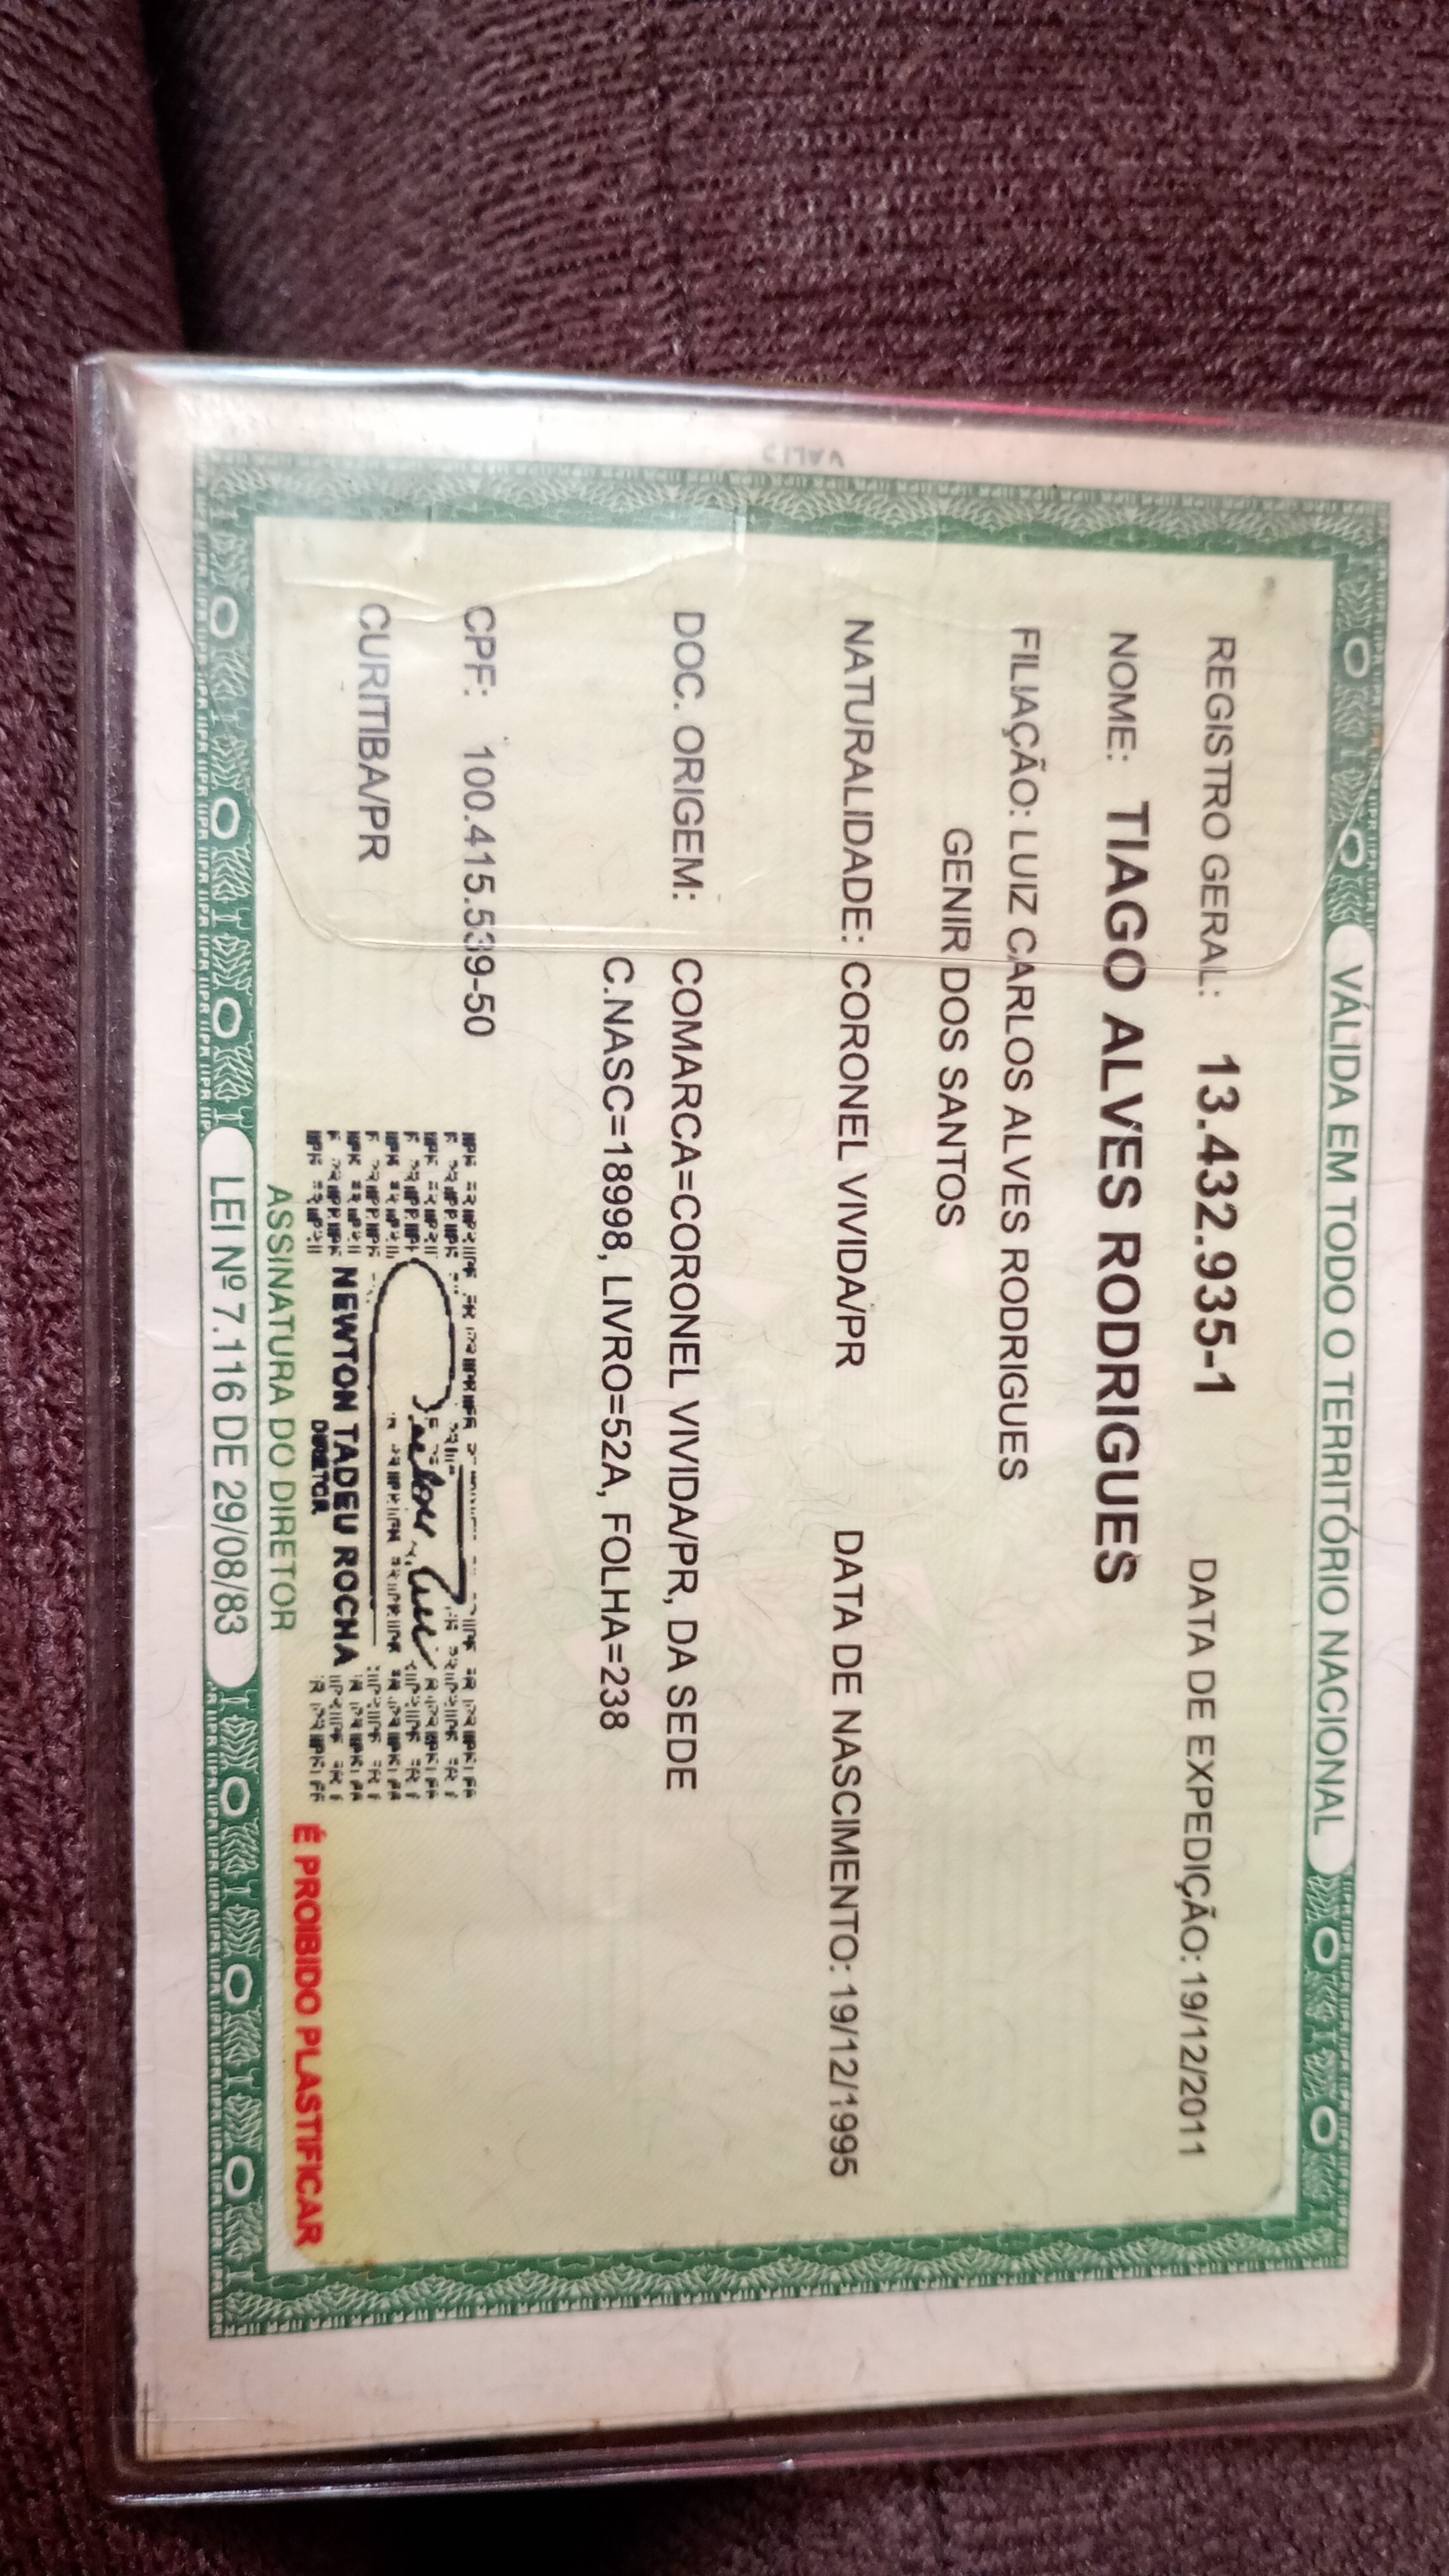 VÁLIDA EM TODO O TERRITÓRIO NACIONAL
REGISTRO GERAL: 13.432.935-1 DATA DE EXPEDIÇÃO: 19/12/2011
NOME: TIAGO ALVES RODRIGUES
FILIAÇÃO: LUIZ CARLOS ALVES RODRIGUES
GENIR DOS SANTOS
NATURALIDADE: CORONEL VIVIDA/PR DATA DE NASCIMENTO: 19/12/1995
DOC. ORIGEM: COMARCA=CORONEL VIVIDA/PR, DA SEDE
C.NASC=18998, LIVRO=52A, FOLHA=238
CPF: 100.415.539-50
CURITIBA/PR
NEWTON TADEU ROCHA
DIRETOR
É PROIBIDO PLASTIFICAR
ASSINATURA DO DIRETOR
LEI Nº 7.116 DE 29/08/83